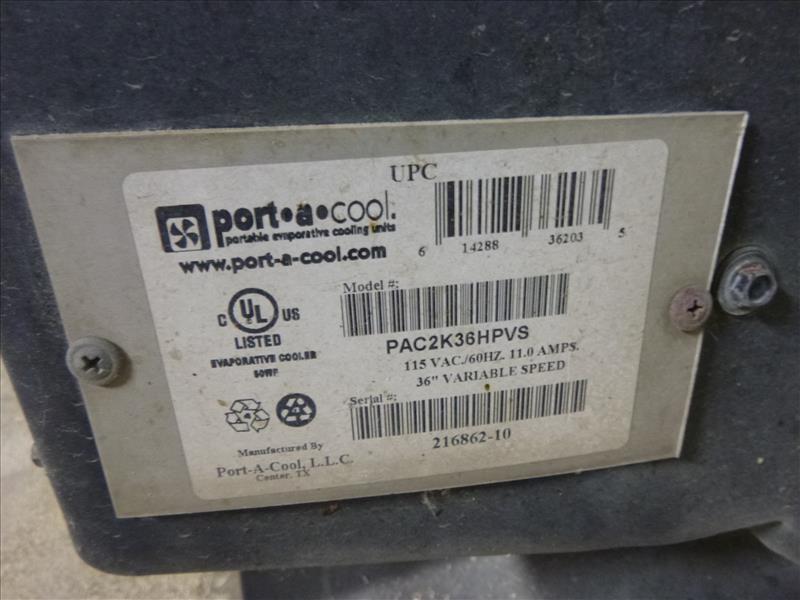 UPC
port•a•cool.
portable evaporative cooling units
www.port-a-cool.com
6 14288 36203 5
Model #:
PAC2K36HPVS
115 VAC./60HZ. 11.0 AMPS.
36" VARIABLE SPEED
C UL US
LISTED
EVAPORATIVE COOLER
Serial #:
216862-10
Manufactured By
Port-A-Cool, L.L.C.
Center, TX